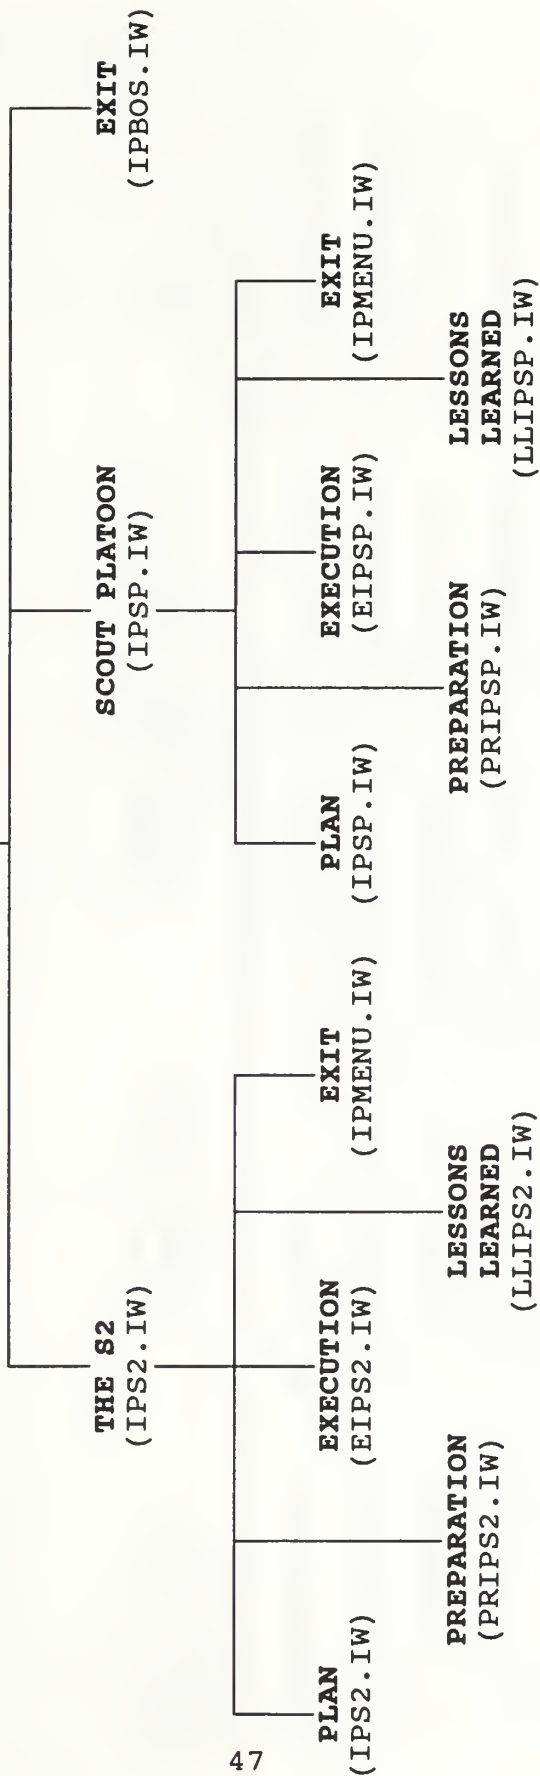 THE S2
(IPS2.IW)
SCOUT PLATOON
(IPSP.IW)
EXIT
(IPBOS.IW)
PLAN
(IPS2.IW)
EXECUTION
(EIPS2.IW)
EXIT
(IPMENU.IW)
PLAN
(IPSP.IW)
EXECUTION
(EIPSP.IW)
EXIT
(IPMENU.IW)
PREPARATION
(PRIPS2.IW)
LESSONS
LEARNED
(LLIPS2.IW)
PREPARATION
(PRIPSP.IW)
LESSONS
LEARNED
(LLIPSP.IW)
47